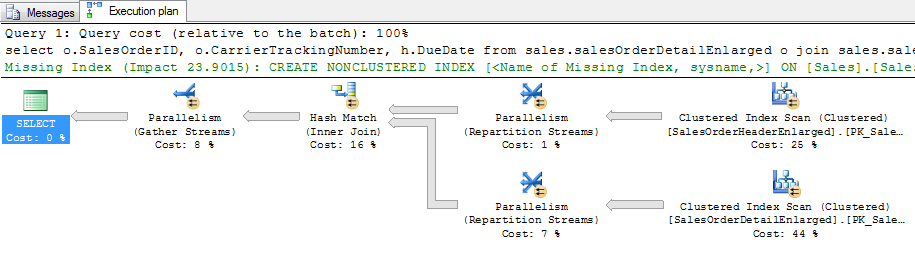 Messages Execution plan
Query 1: Query cost (relative to the batch): 100%
select o.SalesOrderID, o.CarrierTrackingNumber, h.DueDate from sales.salesOrderDetailEnlarged o join sales.sale
Missing Index (Impact 23.9015): CREATE NONCLUSTERED INDEX [<Name of Missing Index, sysname,>] ON [Sales].[Sales
SELECT
Cost: 0 %
Parallelism
(Gather Streams)
Cost: 8 %
Hash Match
(Inner Join)
Cost: 16 %
Parallelism
(Repartition Streams)
Cost: 1 %
Clustered Index Scan (Clustered)
[SalesOrderHeaderEnlarged].[PK_Sale…
Cost: 25 %
Parallelism
(Repartition Streams)
Cost: 7 %
Clustered Index Scan (Clustered)
[SalesOrderDetailEnlarged].[PK_Sale…
Cost: 44 %